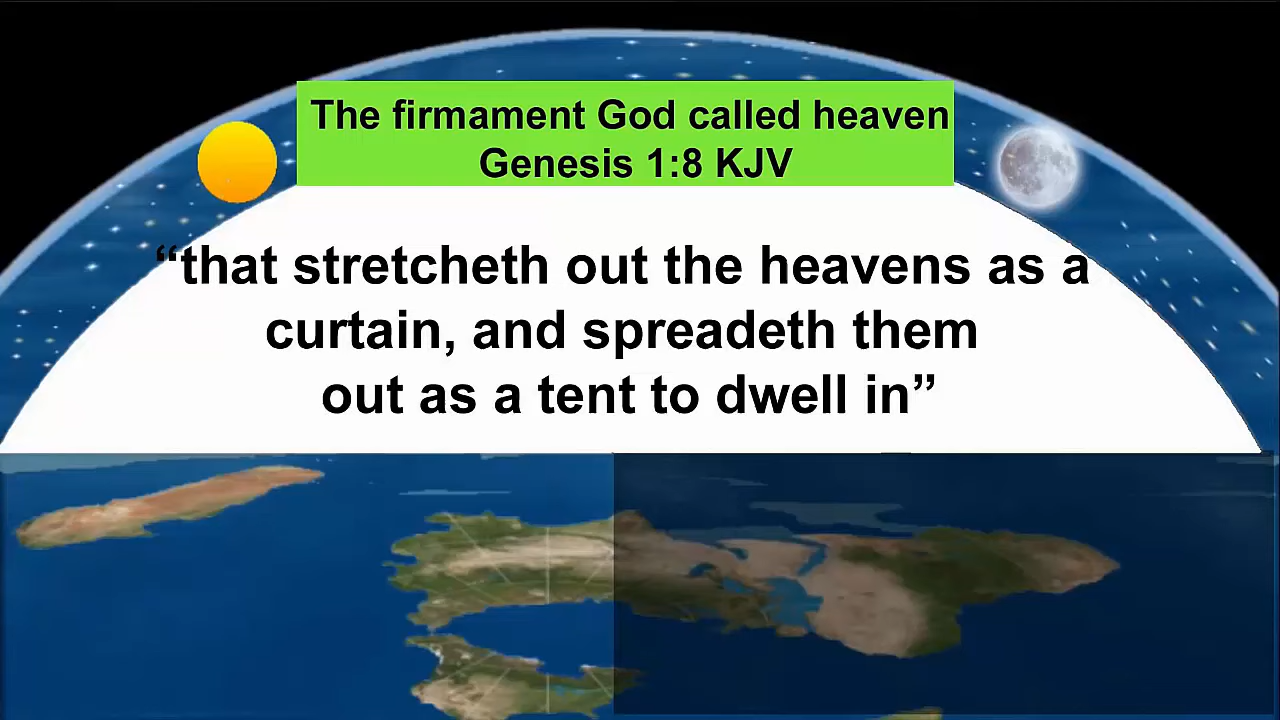 The firmament God called heaven
Genesis 1:8 KJV
“that stretcheth out the heavens as a
curtain, and spreadeth them
out as a tent to dwell in”